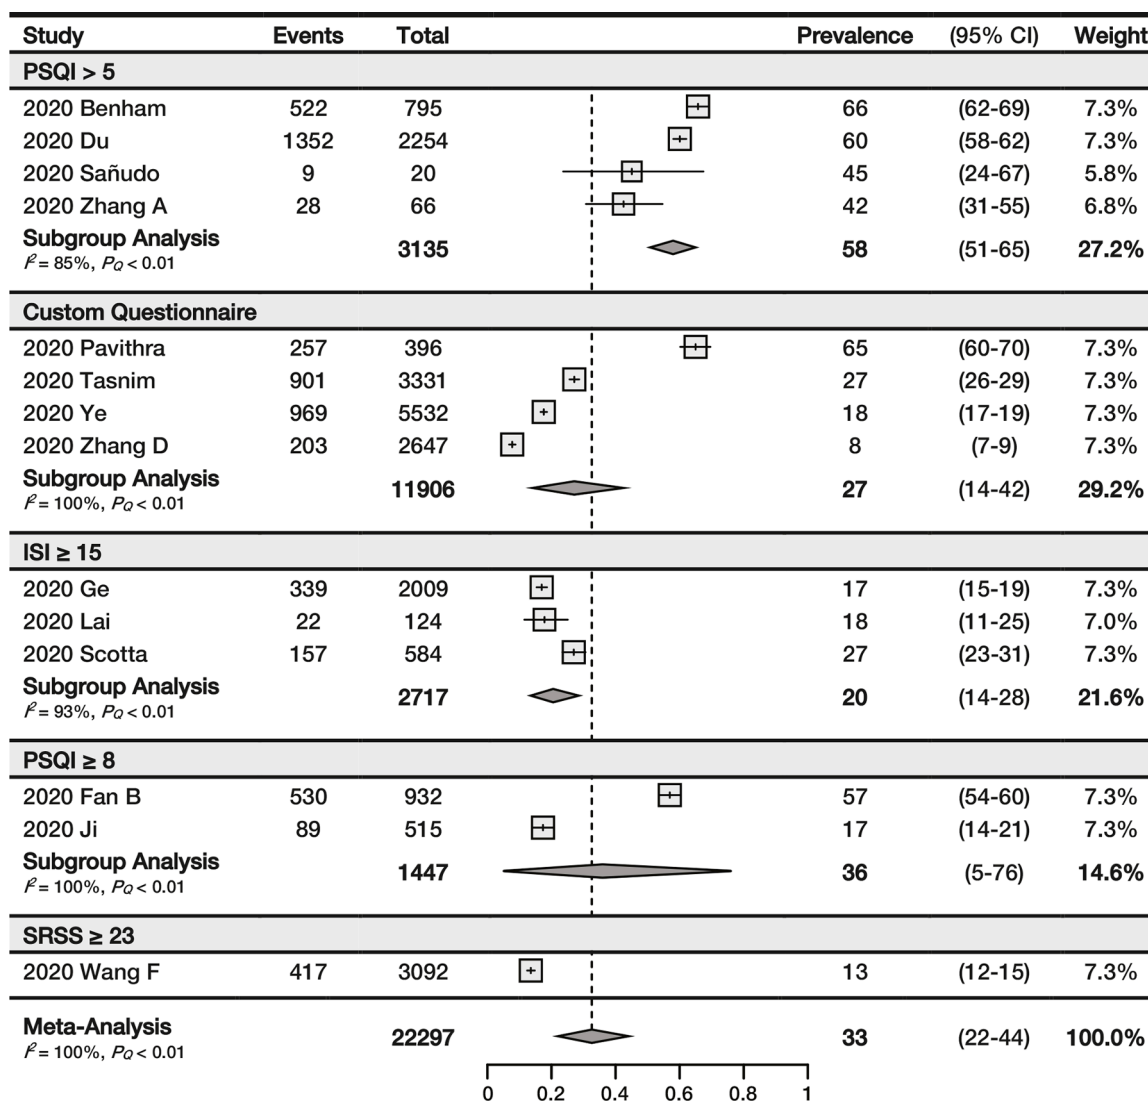 Study Events Total Prevalence (95% CI) Weight
PSQI > 5
2020 Benham 522 795 66 (62-69) 7.3%
2020 Du 1352 2254 60 (58-62) 7.3%
2020 Sañudo 9 20 45 (24-67) 5.8%
2020 Zhang A 28 66 42 (31-55) 6.8%
Subgroup Analysis 3135 58 (51-65) 27.2%
I² = 85%, PQ < 0.01
Custom Questionnaire
2020 Pavithra 257 396 65 (60-70) 7.3%
2020 Tasnim 901 3331 27 (26-29) 7.3%
2020 Ye 969 5532 18 (17-19) 7.3%
2020 Zhang D 203 2647 8 (7-9) 7.3%
Subgroup Analysis 11906 27 (14-42) 29.2%
I² = 100%, PQ < 0.01
ISI ≥ 15
2020 Ge 339 2009 17 (15-19) 7.3%
2020 Lai 22 124 18 (11-25) 7.0%
2020 Scotta 157 584 27 (23-31) 7.3%
Subgroup Analysis 2717 20 (14-28) 21.6%
I² = 93%, PQ < 0.01
PSQI ≥ 8
2020 Fan B 530 932 57 (54-60) 7.3%
2020 Ji 89 515 17 (14-21) 7.3%
Subgroup Analysis 1447 36 (5-76) 14.6%
I² = 100%, PQ < 0.01
SRSS ≥ 23
2020 Wang F 417 3092 13 (12-15) 7.3%
Meta-Analysis 22297 33 (22-44) 100.0%
I² = 100%, PQ < 0.01
0 0.2 0.4 0.6 0.8 1